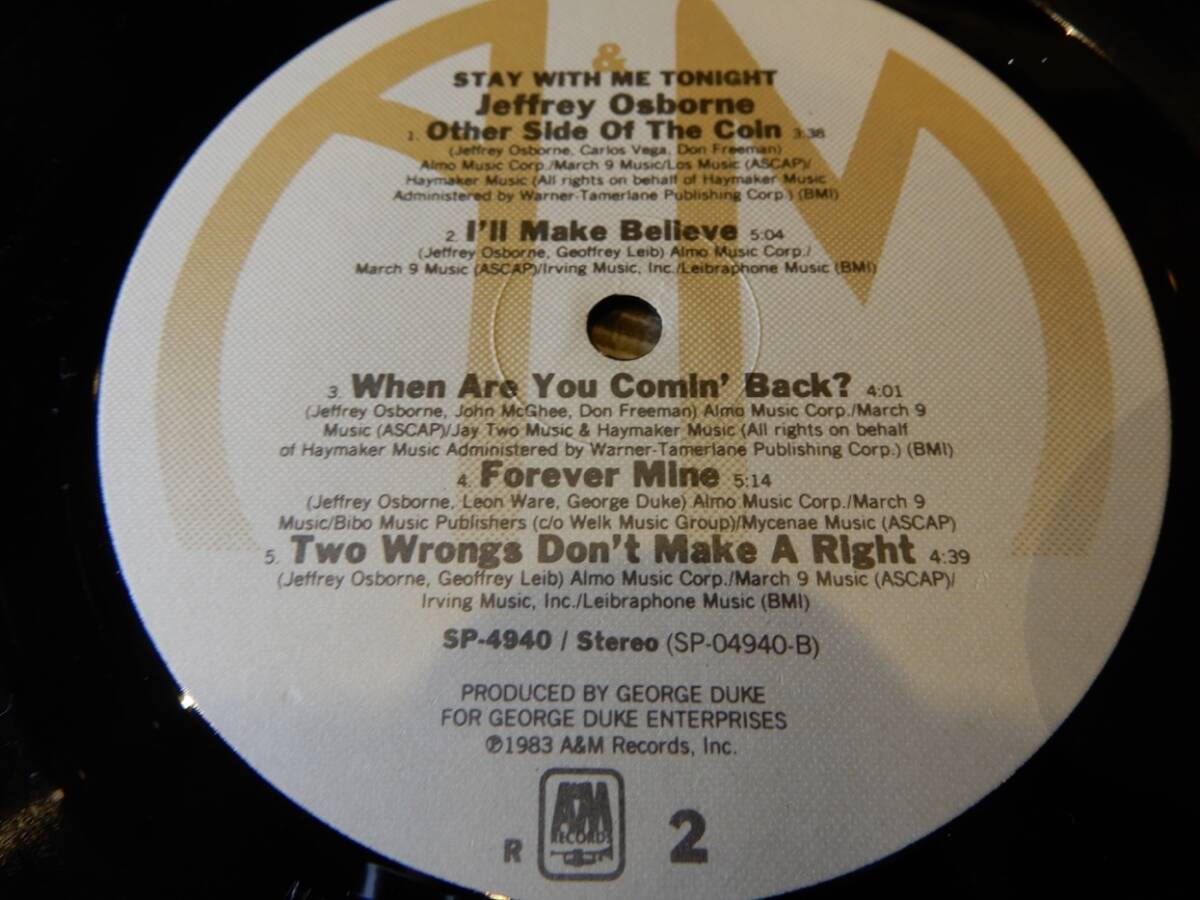 &
STAY WITH ME TONIGHT
Jeffrey Osborne
1. Other Side Of The Coin 3:38
(Jeffrey Osborne, Carlos Vega, Don Freeman)
Almo Music Corp./March 9 Music/Los Music (ASCAP)/
Haymaker Music (All rights on behalf of Haymaker Music
Administered by Warner-Tamerlane Publishing Corp.) (BMI)
2. I'll Make Believe 5:04
(Jeffrey Osborne, Geoffrey Leib) Almo Music Corp./
March 9 Music (ASCAP)/Irving Music, Inc./Leibraphone Music (BMI)
3. When Are You Comin' Back? 4:01
(Jeffrey Osborne, John McGhee, Don Freeman) Almo Music Corp./March 9
Music (ASCAP)/Jay Two Music & Haymaker Music (All rights on behalf
of Haymaker Music Administered by Warner-Tamerlane Publishing Corp.) (BMI)
4. Forever Mine 5:14
(Jeffrey Osborne, Leon Ware, George Duke) Almo Music Corp./March 9
Music/Bibo Music Publishers (c/o Welk Music Group)/Mycenae Music (ASCAP)
5. Two Wrongs Don't Make A Right 4:39
(Jeffrey Osborne, Geoffrey Leib) Almo Music Corp./March 9 Music (ASCAP)/
Irving Music, Inc./Leibraphone Music (BMI)
SP-4940 / Stereo (SP-04940-B)
PRODUCED BY GEORGE DUKE
FOR GEORGE DUKE ENTERPRISES
℗1983 A&M Records, Inc.
R A&M RECORDS 2